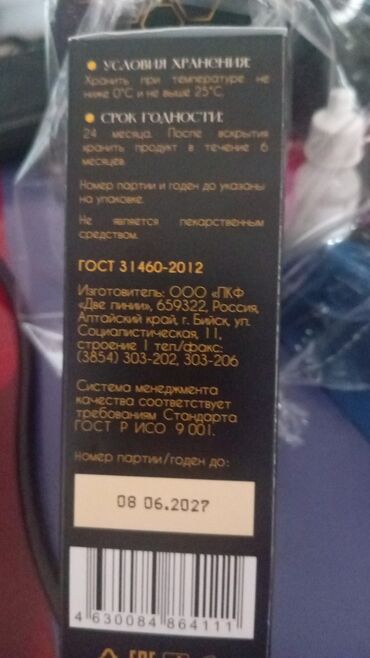 УСЛОВИЯ ХРАНЕНИЯ:
Хранить при температуре не
ниже 0°С и не выше 25°С.
СРОК ГОДНОСТИ:
24 месяца. После вскрытия
хранить продукт в течение 6
месяцев.
Номер партии и годен до указаны
на упаковке.
Не является лекарственным
средством.
ГОСТ 31460-2012
Изготовитель: ООО «ПКФ
«Две линии», 659322, Россия,
Алтайский край, г. Бийск, ул.
Социалистическая, 11,
строение 1 тел/факс:
(3854) 303-202, 303-206
Система менеджмента
качества соответствует
требованиям Стандарта
ГОСТ Р ИСО 9 001.
Номер партии/годен до:
08 06.2027
4 630084 864111
EAC